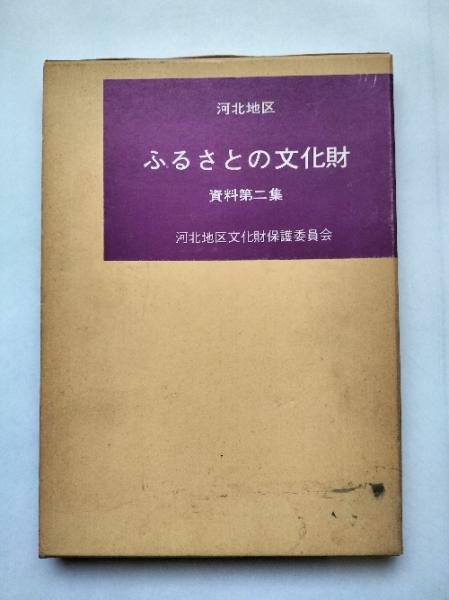 河北地区
ふるさとの文化財
資料第二集
河北地区文化財保護委員会